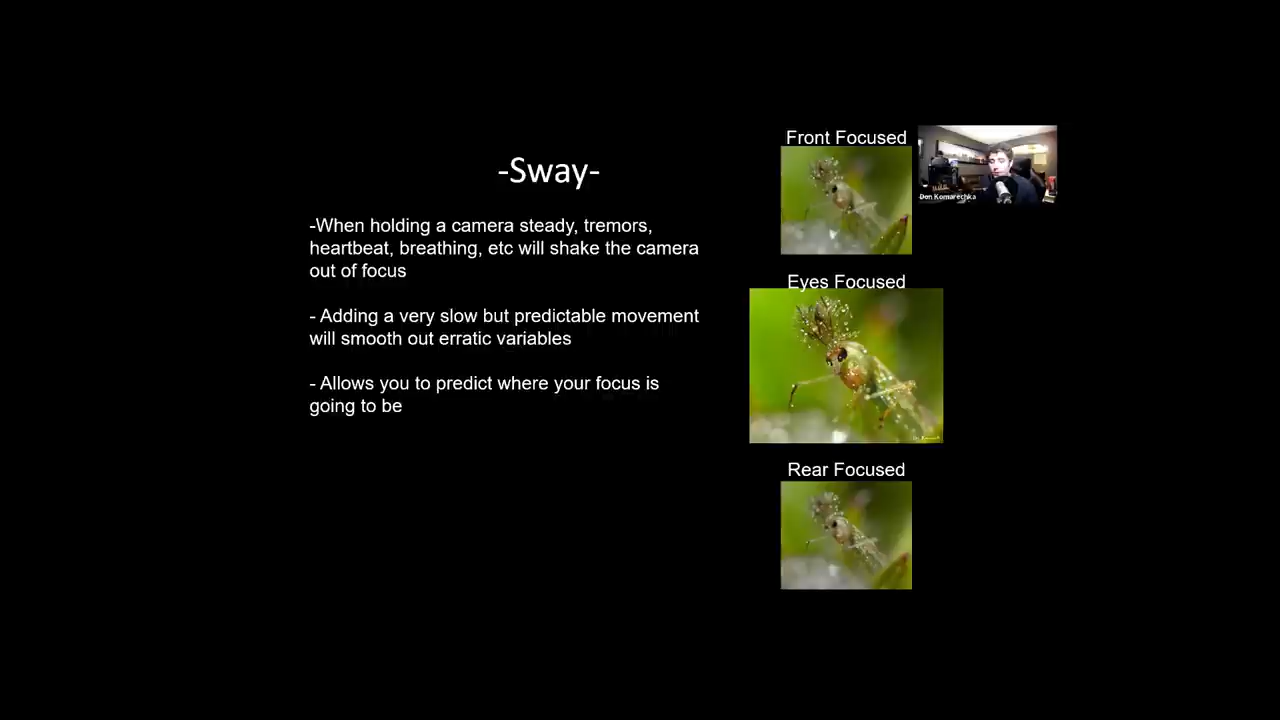 -Sway-
-When holding a camera steady, tremors,
heartbeat, breathing, etc will shake the camera
out of focus
- Adding a very slow but predictable movement
will smooth out erratic variables
- Allows you to predict where your focus is
going to be
Front Focused
Don Komarechka
Eyes Focused
Rear Focused